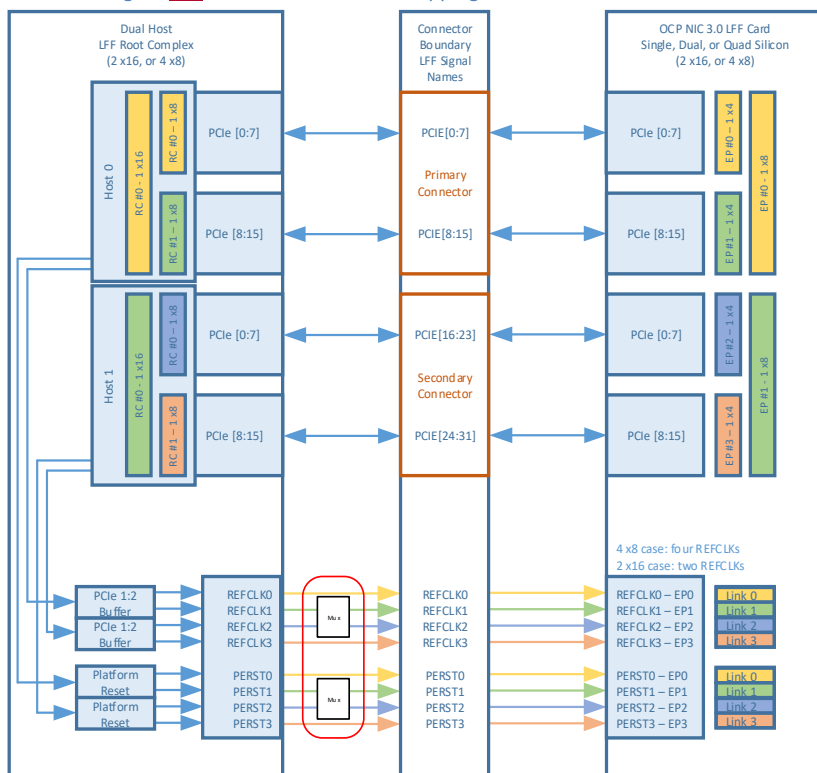 Dual Host
LFF Root Complex
(2 x16, or 4 x8)
Connector
Boundary
LFF Signal
Names
OCP NIC 3.0 LFF Card
Single, Dual, or Quad Silicon
(2 x16, or 4 x8)
Host 0
RC #0 - 1 x16
RC #0 – 1 x8
RC #1 – 1 x8
PCIe [0:7]
PCIe [8:15]
PCIE[0:7]
Primary
Connector
PCIE[8:15]
PCIe [0:7]
PCIe [8:15]
EP #0 – 1 x4
EP #1 – 1 x4
EP #0 – 1 x8
Host 1
RC #0 - 1 x16
RC #0 – 1 x8
RC #1 – 1 x8
PCIe [0:7]
PCIe [8:15]
PCIE[16:23]
Secondary
Connector
PCIE[24:31]
PCIe [0:7]
PCIe [8:15]
EP #2 – 1 x4
EP #3 – 1 x4
EP #1 – 1 x8
4 x8 case: four REFCLKs
2 x16 case: two REFCLKs
PCIe 1:2
Buffer
PCIe 1:2
Buffer
REFCLK0
REFCLK1
REFCLK2
REFCLK3
Mux
REFCLK0
REFCLK1
REFCLK2
REFCLK3
REFCLK0 – EP0
REFCLK1 – EP1
REFCLK2 – EP2
REFCLK3 – EP3
Link 0
Link 1
Link 2
Link 3
Platform
Reset
Platform
Reset
PERST0
PERST1
PERST2
PERST3
Mux
PERST0
PERST1
PERST2
PERST3
PERST0 – EP0
PERST1 – EP1
PERST2 – EP2
PERST3 – EP3
Link 0
Link 1
Link 2
Link 3